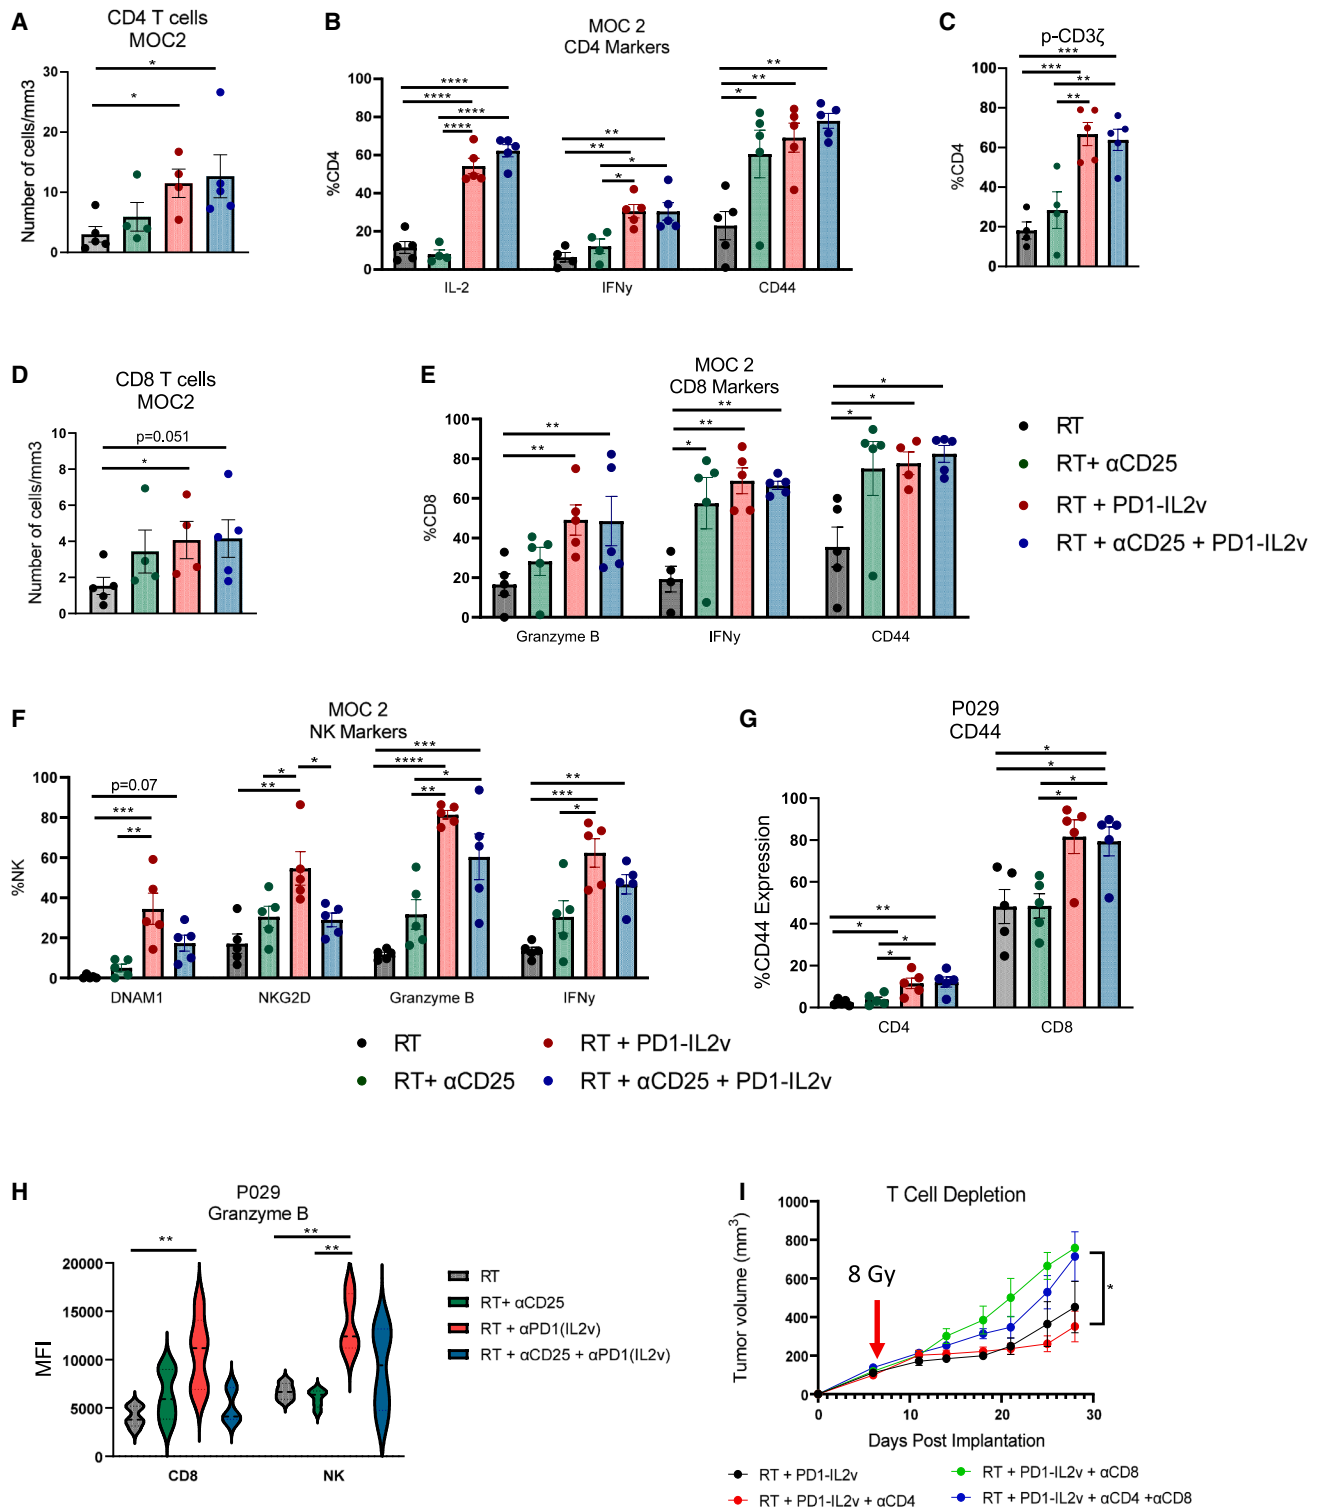 A
CD4 T cells
MOC2
Number of cells/mm3
30
20
10
0
*
*
B
MOC 2
CD4 Markers
%CD4
100
80
60
40
20
0
****
****
****
****
**
**
*
*
**
**
*
IL-2
IFNy
CD44
C
p-CD3ζ
%CD4
100
80
60
40
20
0
***
***
**
**
D
CD8 T cells
MOC2
Number of cells/mm3
10
8
6
4
2
0
p=0.051
*
E
MOC 2
CD8 Markers
%CD8
100
80
60
40
20
0
**
**
**
**
*
*
*
*
Granzyme B
IFNy
CD44
RT
RT+ αCD25
RT + PD1-IL2v
RT + αCD25 + PD1-IL2v
F
MOC 2
NK Markers
%NK
100
80
60
40
20
0
p=0.07
***
**
*
*
**
***
****
*
**
**
***
*
DNAM1
NKG2D
Granzyme B
IFNy
RT
RT + PD1-IL2v
RT+ αCD25
RT + αCD25 + PD1-IL2v
G
P029
CD44
%CD44 Expression
100
80
60
40
20
0
**
*
*
*
*
*
*
*
CD4
CD8
H
P029
Granzyme B
MFI
20000
15000
10000
5000
0
**
**
**
CD8
NK
RT
RT+ αCD25
RT + αPD1(IL2v)
RT + αCD25 + αPD1(IL2v)
I
T Cell Depletion
Tumor volume (mm³)
1000
800
600
400
200
0
8 Gy
*
0
10
20
30
Days Post Implantation
RT + PD1-IL2v
RT + PD1-IL2v + αCD8
RT + PD1-IL2v + αCD4
RT + PD1-IL2v + αCD4 +αCD8